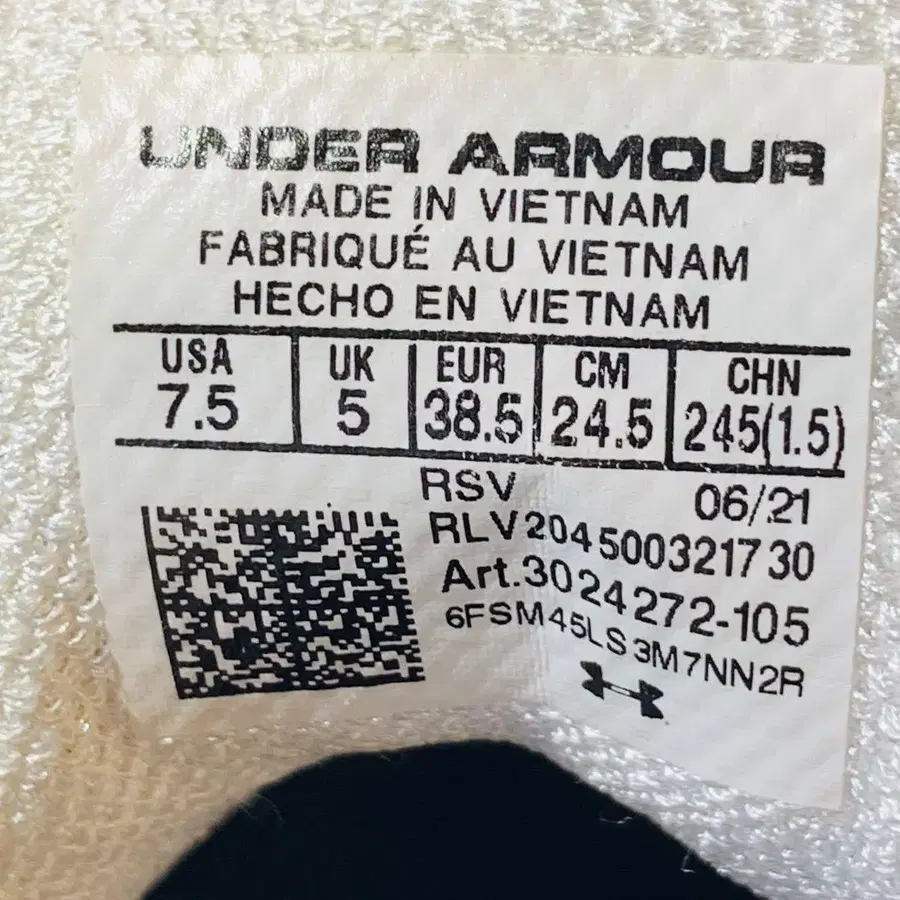 UNDER ARMOUR
MADE IN VIETNAM
FABRIQUÉ AU VIETNAM
HECHO EN VIETNAM
USA UK EUR CM CHN
7.5 5 38.5 24.5 245(1.5)
RSV 06/21
RLV204500321730
Art.3024272-105
6FSM45LS3M7NN2R